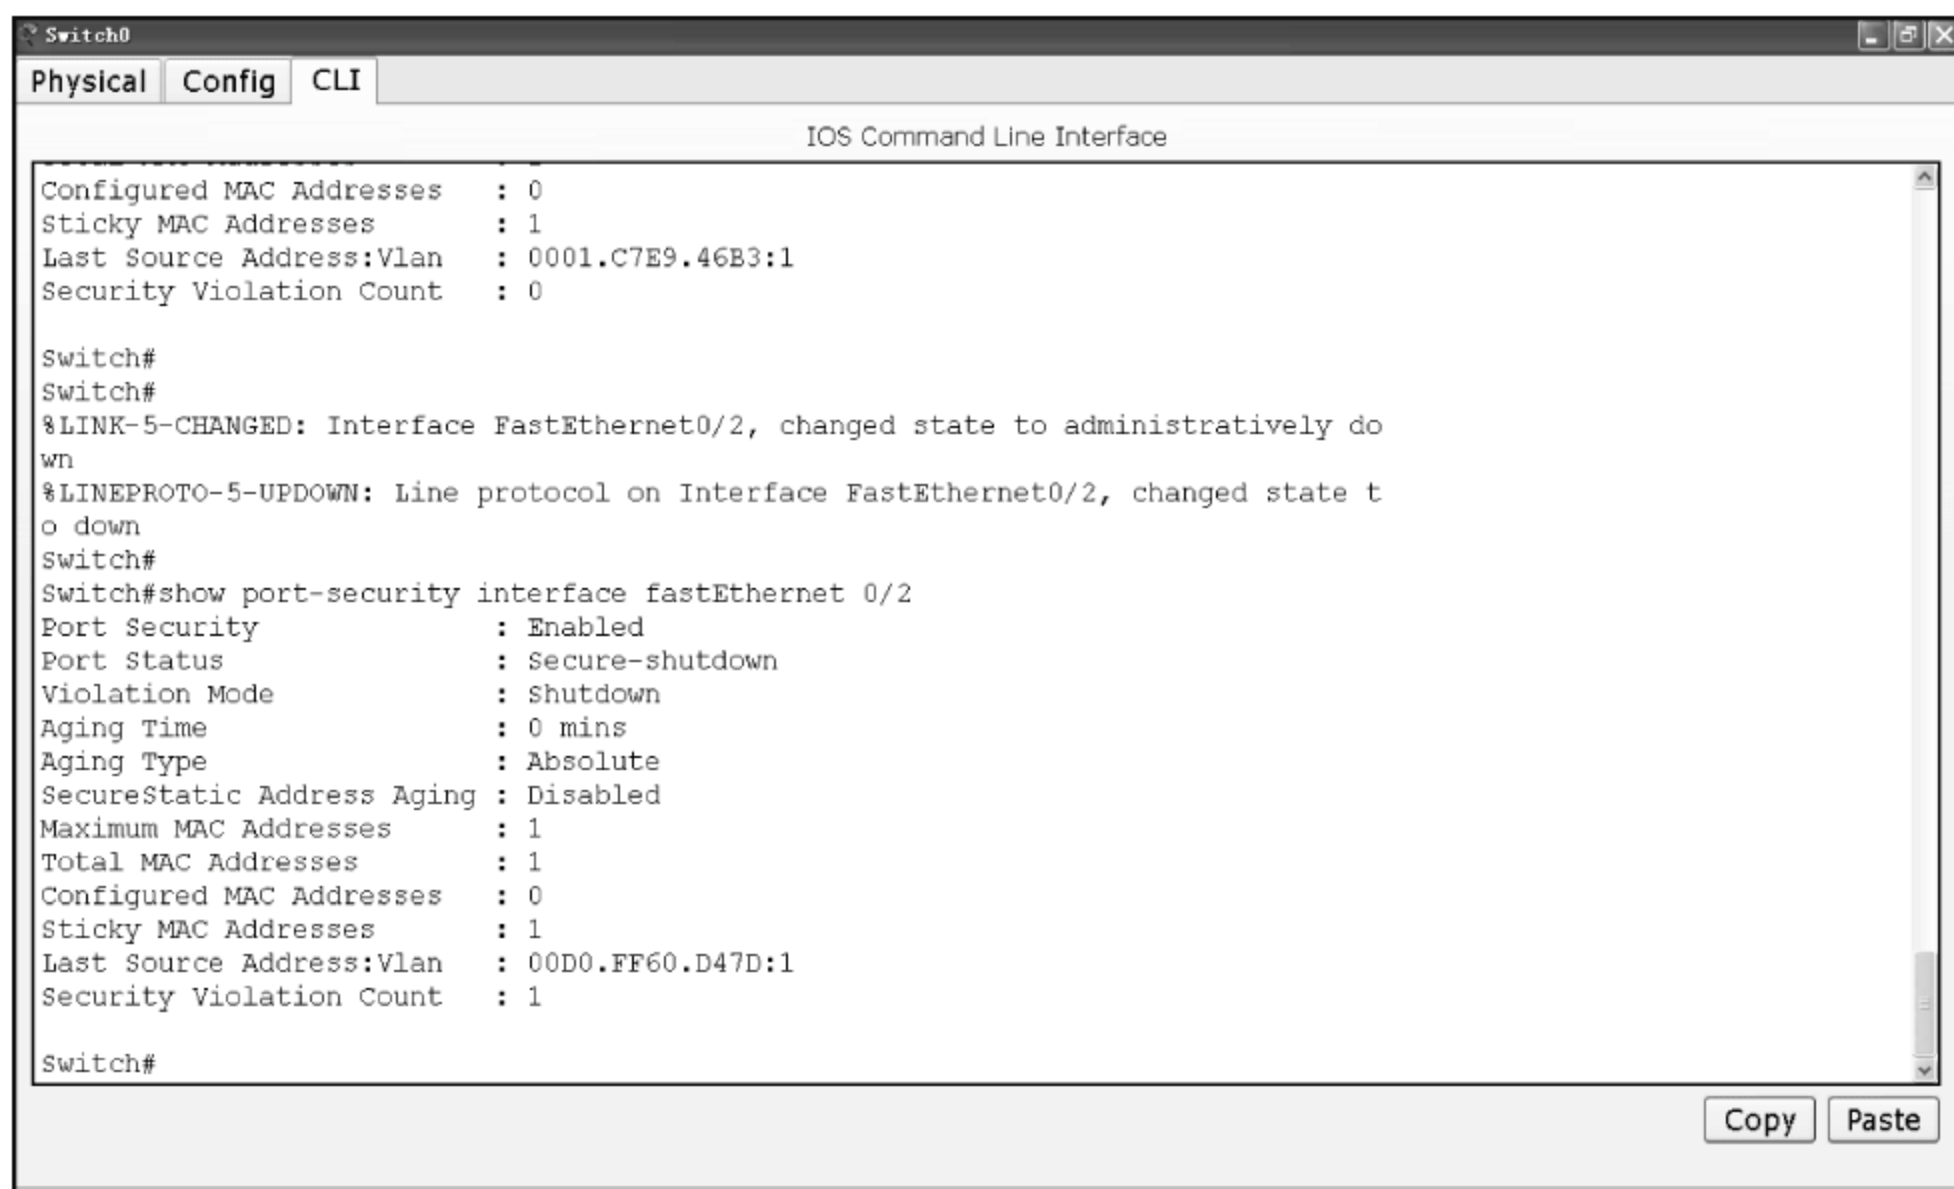 Switch0
Physical Config CLI
IOS Command Line Interface
Configured MAC Addresses : 0
Sticky MAC Addresses : 1
Last Source Address:Vlan : 0001.C7E9.46B3:1
Security Violation Count : 0
Switch#
Switch#
%LINK-5-CHANGED: Interface FastEthernet0/2, changed state to administratively do
wn
%LINEPROTO-5-UPDOWN: Line protocol on Interface FastEthernet0/2, changed state t
o down
Switch#
Switch#show port-security interface fastEthernet 0/2
Port Security : Enabled
Port Status : Secure-shutdown
Violation Mode : Shutdown
Aging Time : 0 mins
Aging Type : Absolute
SecureStatic Address Aging : Disabled
Maximum MAC Addresses : 1
Total MAC Addresses : 1
Configured MAC Addresses : 0
Sticky MAC Addresses : 1
Last Source Address:Vlan : 00D0.FF60.D47D:1
Security Violation Count : 1
Switch#
Copy Paste